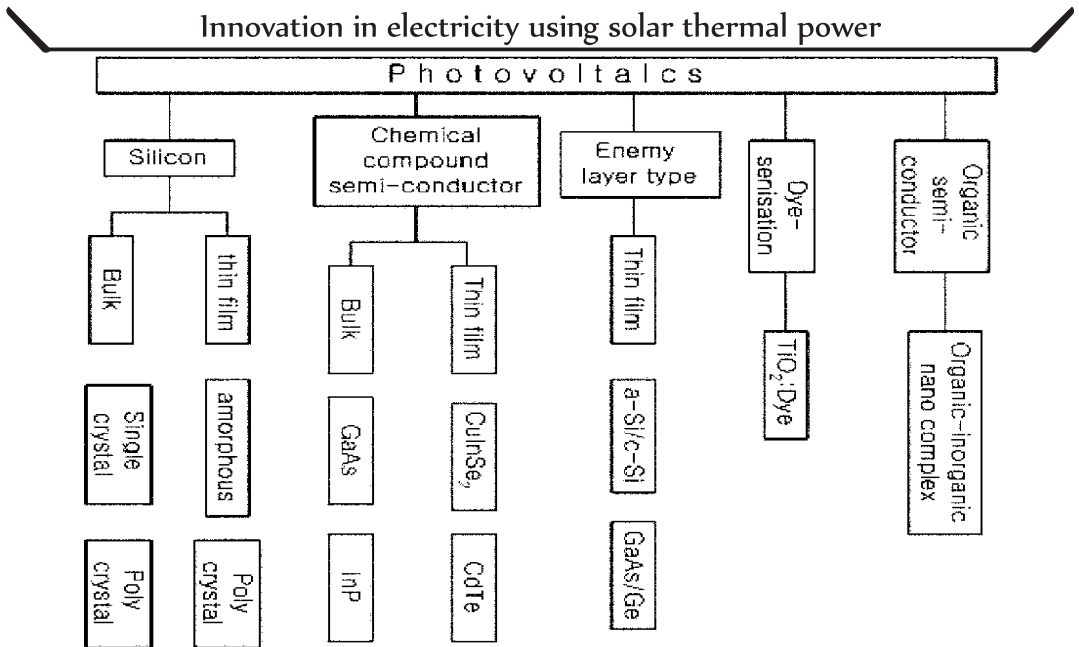 Innovation in electricity using solar thermal power
Photovoltaics
Silicon
Bulk
Single
crystal
Poly
crystal
thin film
amorphous
Poly
crystal
Chemical
compound
semi-conductor
Bulk
GaAs
InP
Thin film
CuInSe₂
CdTe
Enemy
layer type
Thin film
a-Si/c-Si
GaAs/Ge
Dye-
senisation
TiO₂:Dye
Organic
semi-
conductor
Organic-inorganic
nano complex